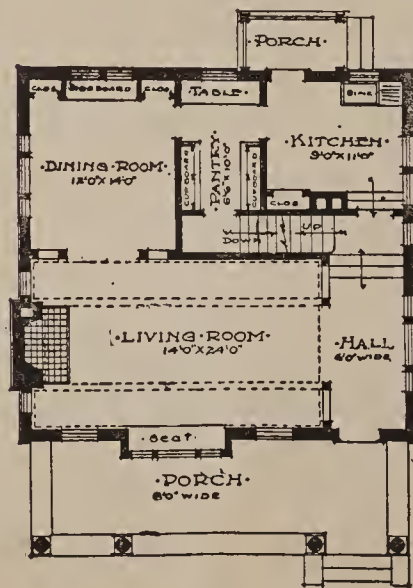 ·PORCH·
CLOS
SIDEBOARD
CLOS
·TABLE·
SINK
·DINING·ROOM·
13'0"X14'0"
CUPBOARD
·PANTRY·
6'6"X10'0"
CUPBOARD
·KITCHEN·
9'0"X11'0"
CLOS
DOWN
UP
·LIVING·ROOM·
14'0"X24'0"
·HALL·
6'0" WIDE
·SEAT·
·PORCH·
8'0" WIDE